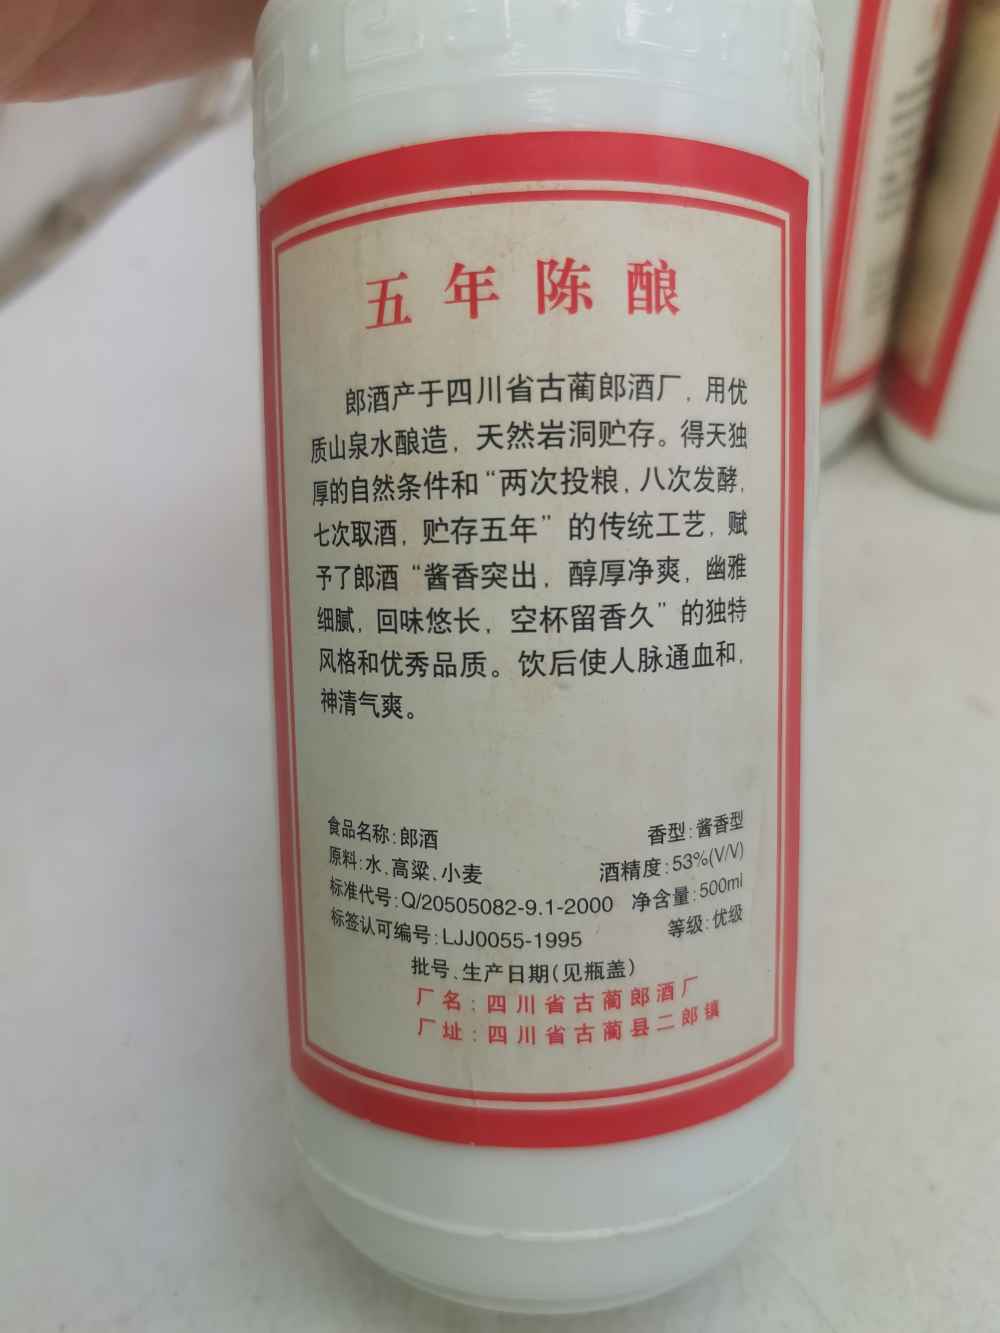 五年陈酿
郎酒产于四川省古蔺郎酒厂，用优
质山泉水酿造，天然岩洞贮存。得天独
厚的自然条件和“两次投粮，八次发酵，
七次取酒，贮存五年”的传统工艺，赋
予了郎酒“酱香突出，醇厚净爽，幽雅
细腻，回味悠长，空杯留香久”的独特
风格和优秀品质。饮后使人脉通血和，
神清气爽。
食品名称：郎酒 香型：酱香型
原料：水、高粱、小麦 酒精度：53%(V/V)
标准代号：Q/20505082-9.1-2000 净含量：500ml
标签认可编号：LJJ0055-1995 等级：优级
批号、生产日期(见瓶盖)
厂名：四川省古蔺郎酒厂
厂址：四川省古蔺县二郎镇